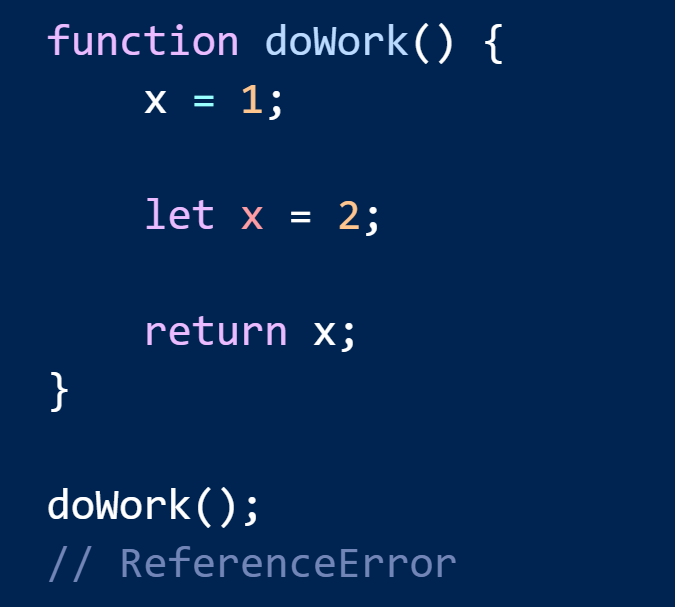 function doWork() {
    x = 1;
    let x = 2;
    return x;
}
doWork();
// ReferenceError